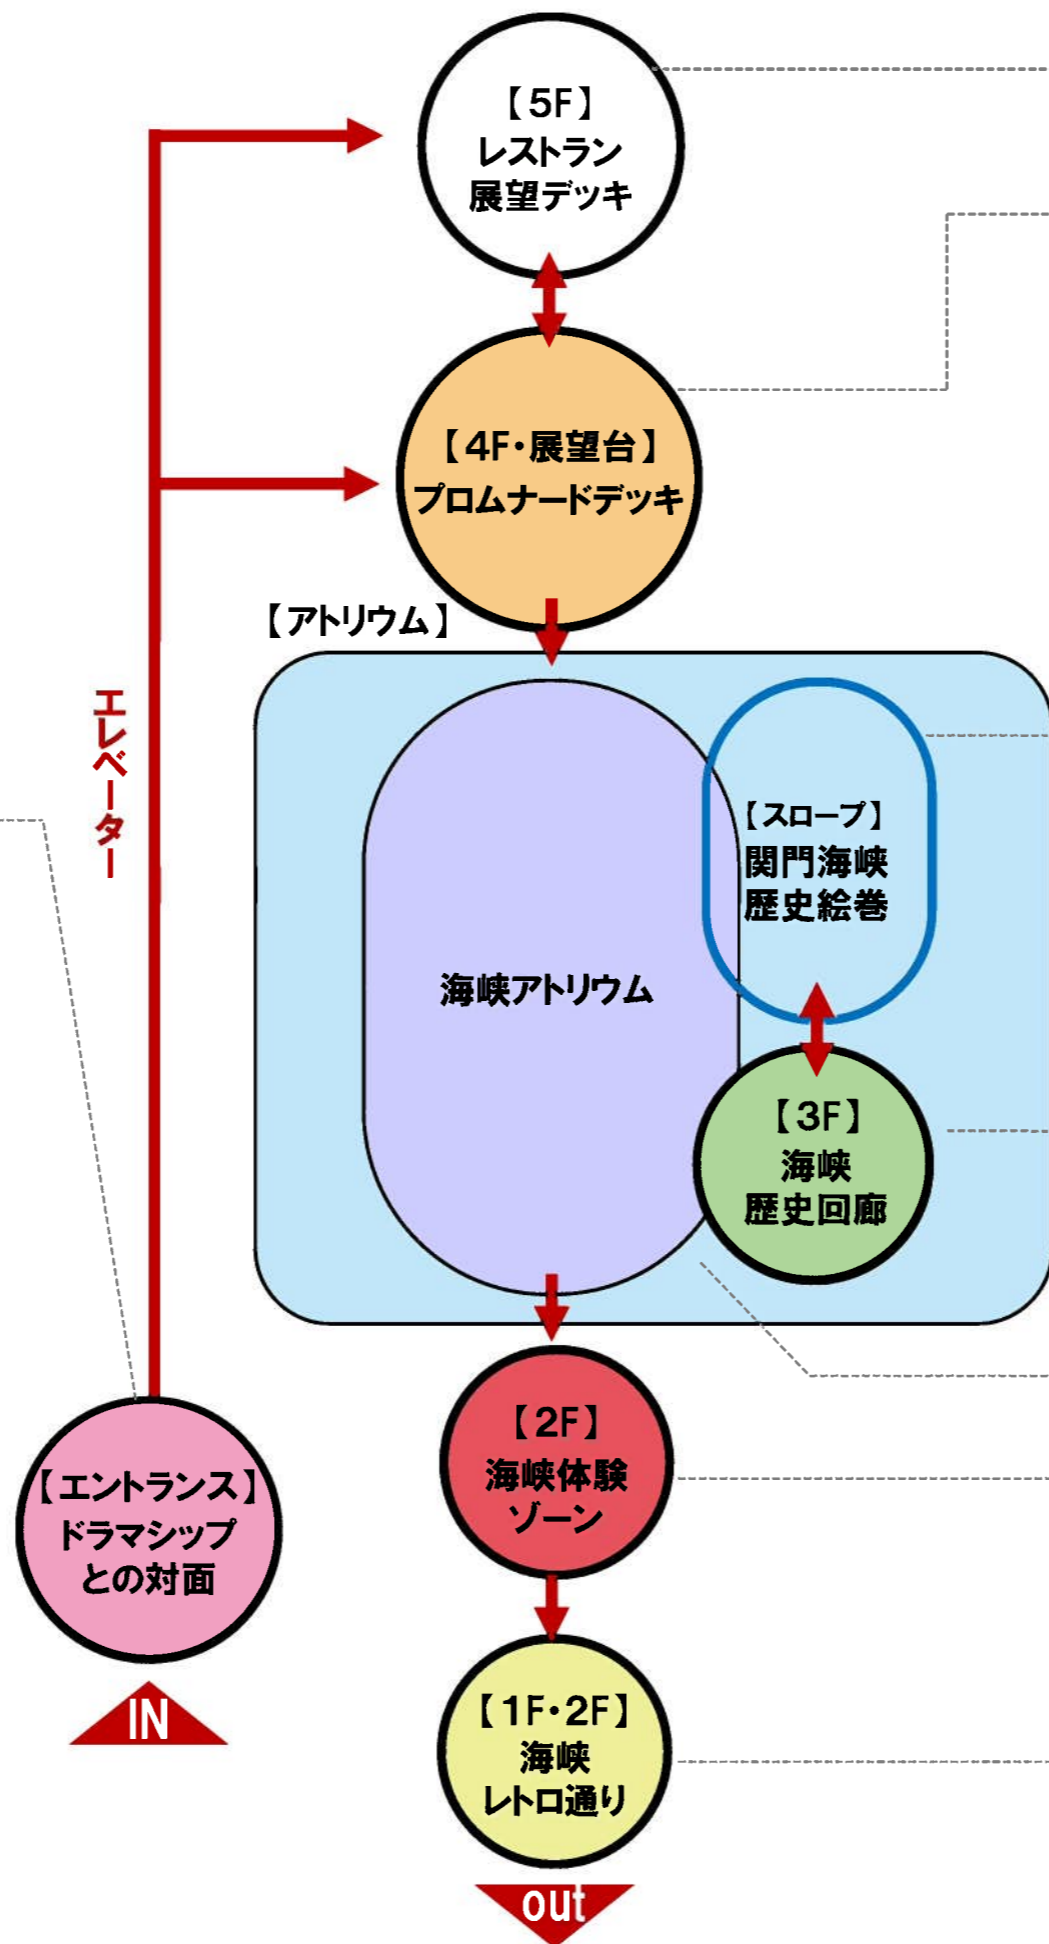 【5F】
レストラン
展望デッキ
【4F・展望台】
プロムナードデッキ
【アトリウム】
エレベーター
【スロープ】
関門海峡
歴史絵巻
海峡アトリウム
【3F】
海峡
歴史回廊
【2F】
海峡体験
ゾーン
【エントランス】
ドラマシップ
との対面
IN
【1F・2F】
海峡
レトロ通り
out